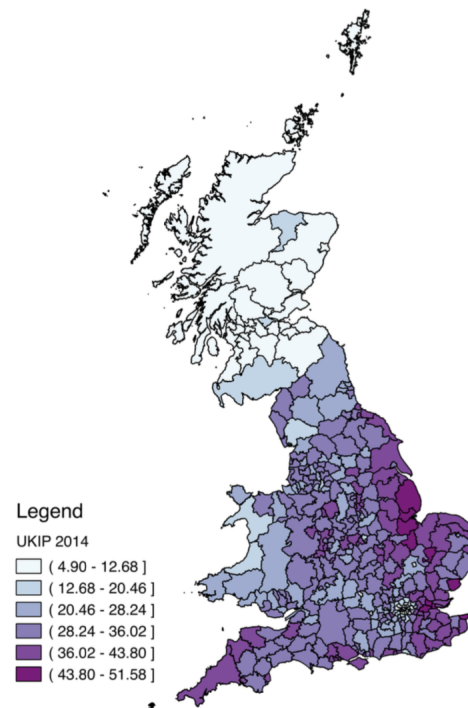 Legend
UKIP 2014
( 4.90 - 12.68 ]
( 12.68 - 20.46 ]
( 20.46 - 28.24 ]
( 28.24 - 36.02 ]
( 36.02 - 43.80 ]
( 43.80 - 51.58 ]